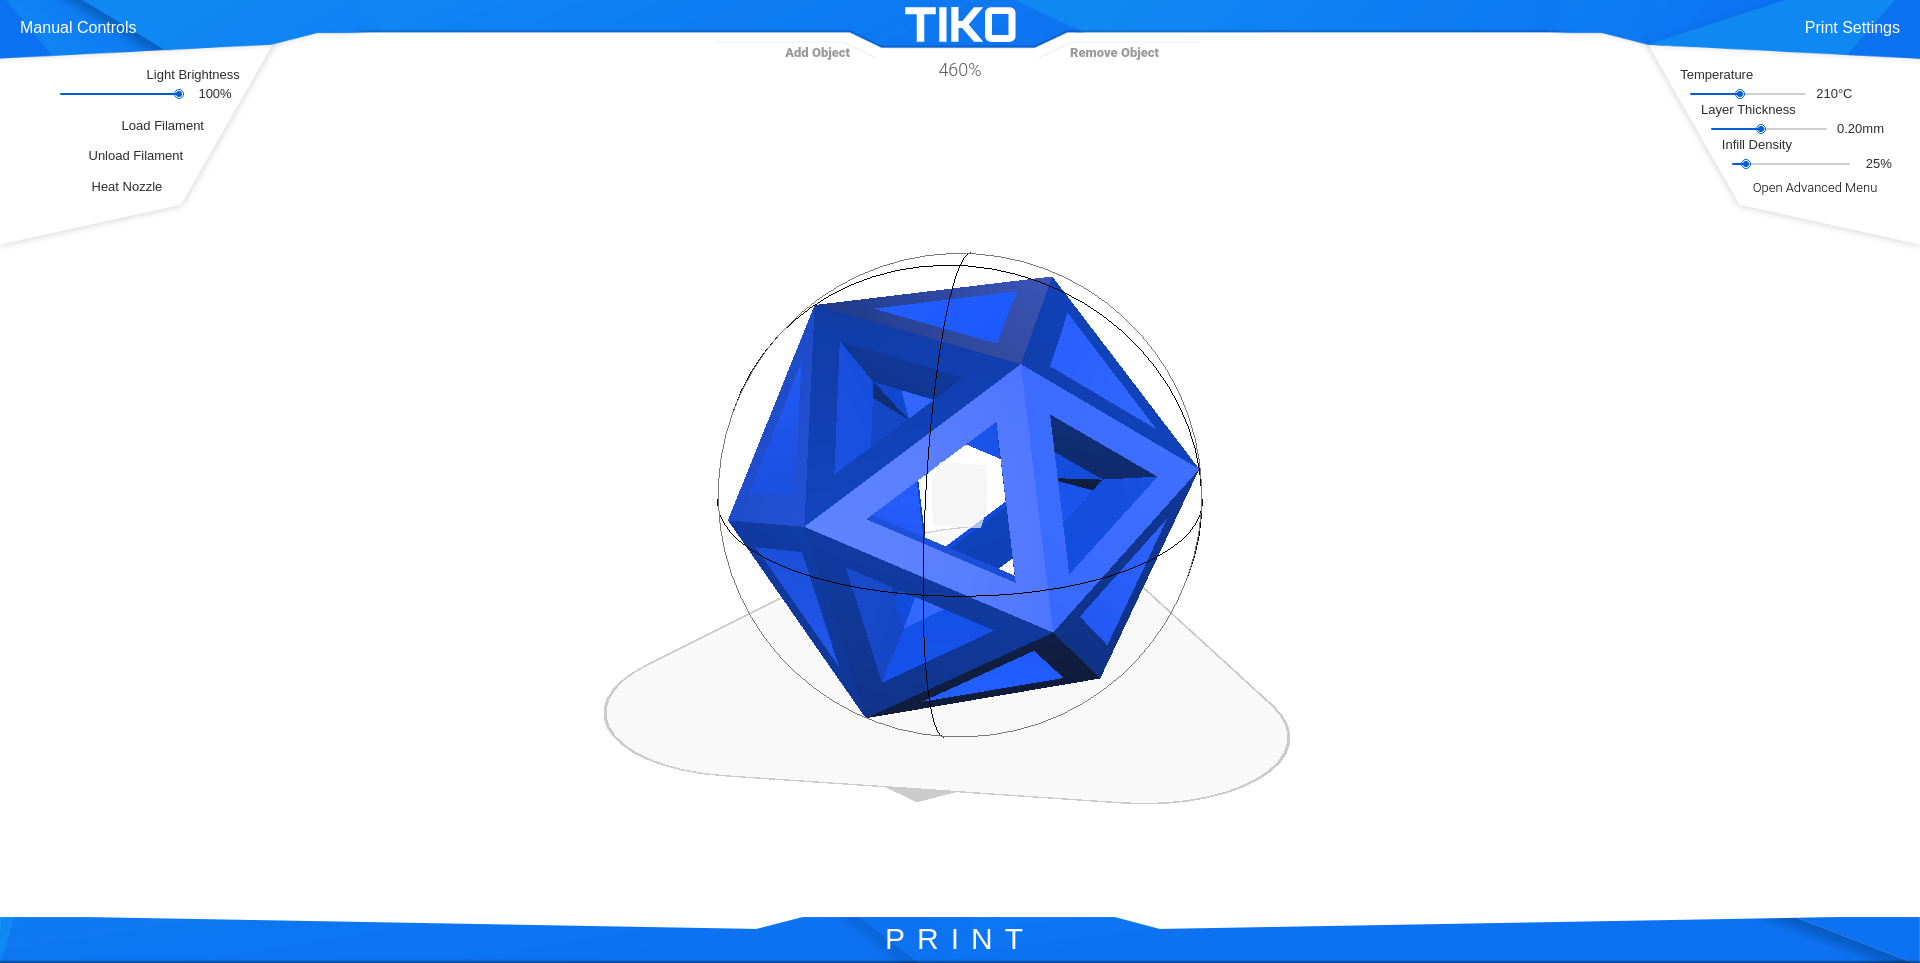 Manual Controls
TIKO
Print Settings
Add Object
Remove Object
460%
Light Brightness
100%
Load Filament
Unload Filament
Heat Nozzle
Temperature
210°C
Layer Thickness
0.20mm
Infill Density
25%
Open Advanced Menu
PRINT